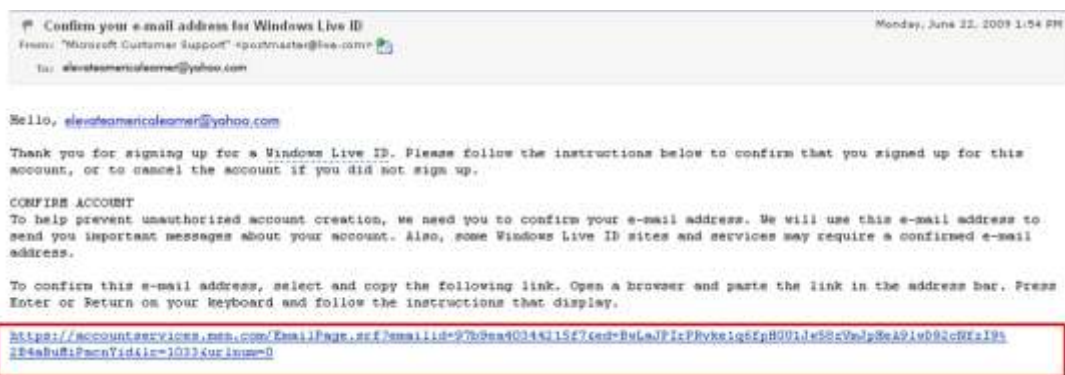 Confirm your e-mail address for Windows Live ID
Monday, June 22, 2009 1:54 PM
From: "Microsoft Customer Support" <postmaster@live.com>
To: elevateamericalearner@yahoo.com
Hello, elevateamericalearner@yahoo.com
Thank you for signing up for a Windows Live ID. Please follow the instructions below to confirm that you signed up for this
account, or to cancel the account if you did not sign up.
CONFIRM ACCOUNT
To help prevent unauthorized account creation, we need you to confirm your e-mail address. We will use this e-mail address to
send you important messages about your account. Also, some Windows Live ID sites and services may require a confirmed e-mail
address.
To confirm this e-mail address, select and copy the following link. Open a browser and paste the link in the address bar. Press
Enter or Return on your keyboard and follow the instructions that display.
https://accountservices.msn.com/EmailPage.srf?emailid=